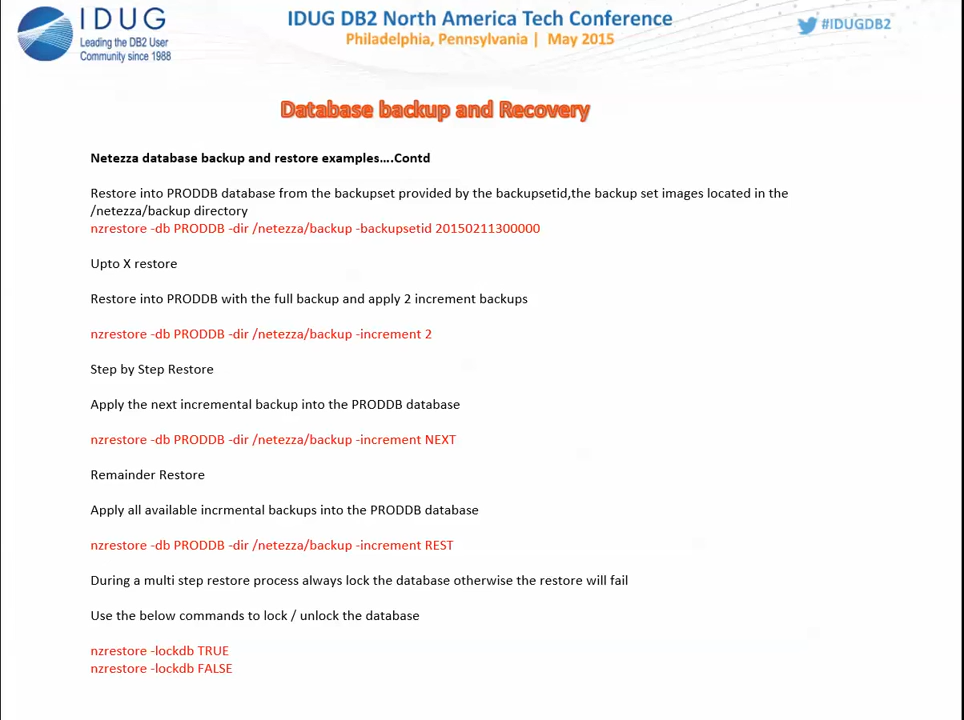 IDUG
Leading the DB2 User
Community since 1988
IDUG DB2 North America Tech Conference
Philadelphia, Pennsylvania | May 2015
#IDUGDB2
Database backup and Recovery
Netezza database backup and restore examples....Contd
Restore into PRODDB database from the backupset provided by the backupsetid,the backup set images located in the
/netezza/backup directory
nzrestore -db PRODDB -dir /netezza/backup -backupsetid 20150211300000
Upto X restore
Restore into PRODDB with the full backup and apply 2 increment backups
nzrestore -db PRODDB -dir /netezza/backup -increment 2
Step by Step Restore
Apply the next incremental backup into the PRODDB database
nzrestore -db PRODDB -dir /netezza/backup -increment NEXT
Remainder Restore
Apply all available incrmental backups into the PRODDB database
nzrestore -db PRODDB -dir /netezza/backup -increment REST
During a multi step restore process always lock the database otherwise the restore will fail
Use the below commands to lock / unlock the database
nzrestore -lockdb TRUE
nzrestore -lockdb FALSE